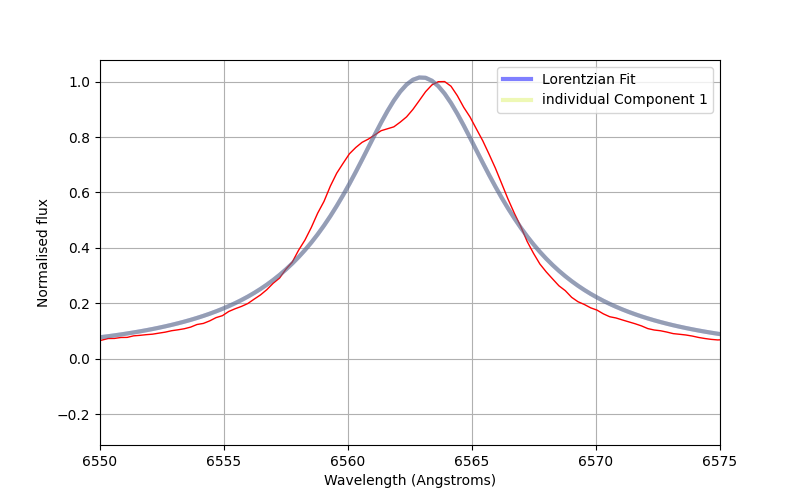 Lorentzian Fit
individual Component 1
Normalised flux
1.0
0.8
0.6
0.4
0.2
0.0
−0.2
6550 6555 6560 6565 6570 6575
Wavelength (Angstroms)